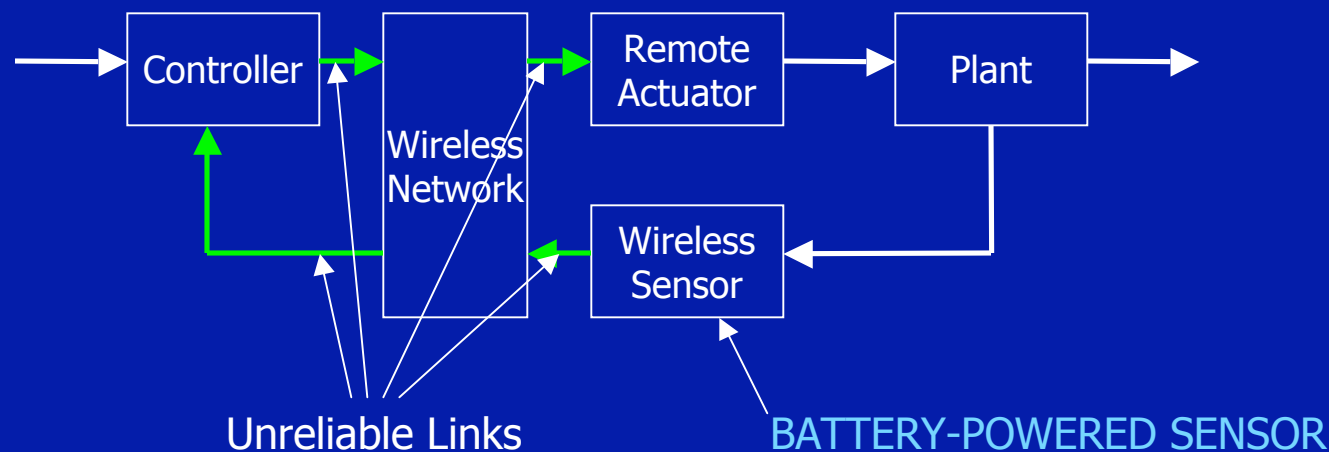 Controller
Wireless
Network
Remote
Actuator
Plant
Wireless
Sensor
Unreliable Links
BATTERY-POWERED SENSOR